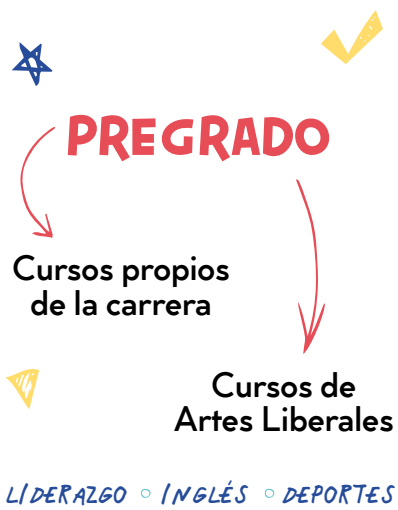 PREGRADO
Cursos propios
de la carrera
Cursos de
Artes Liberales
LIDERAZGO ○ INGLÉS ○ DEPORTES